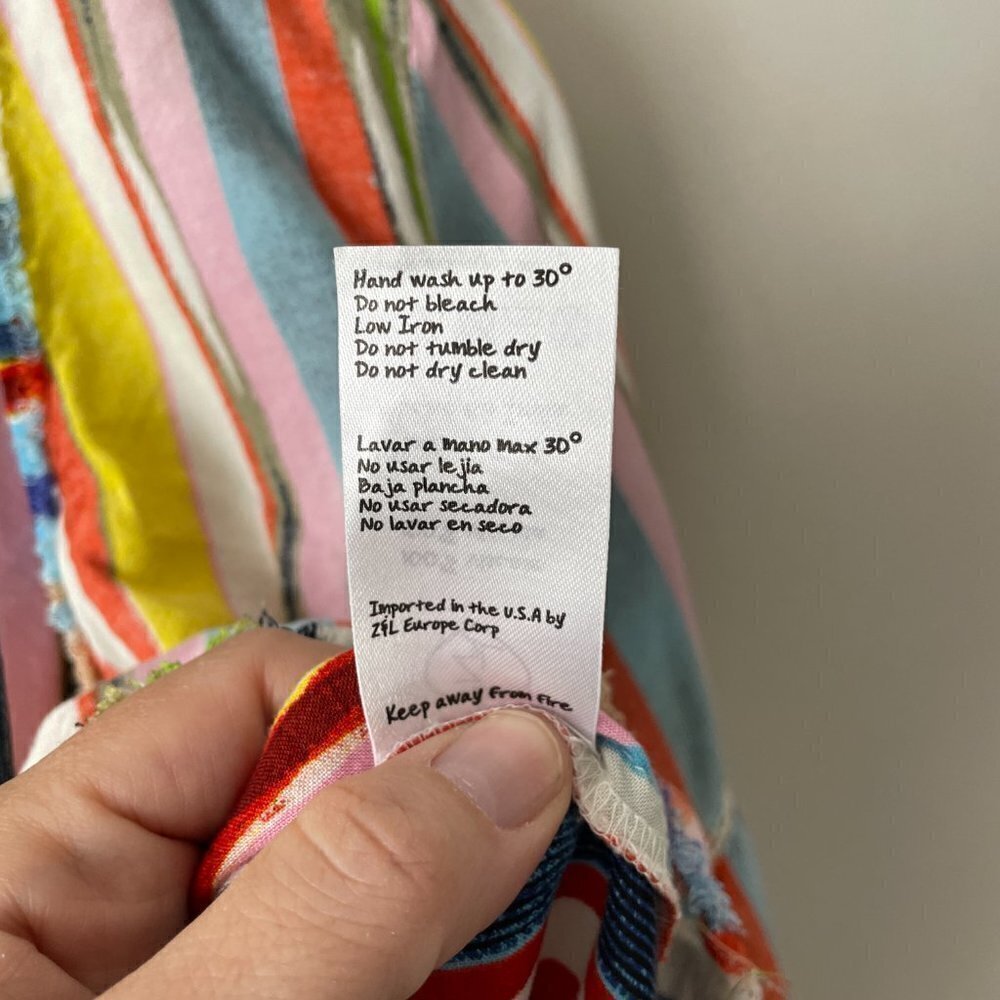 Hand wash up to 30°
Do not bleach
Low Iron
Do not tumble dry
Do not dry clean
Lavar a mano max 30°
No usar lejia
Baja plancha
No usar secadora
No lavar en seco
Imported in the U.S.A by
Z&L Europe Corp
Keep away from fire